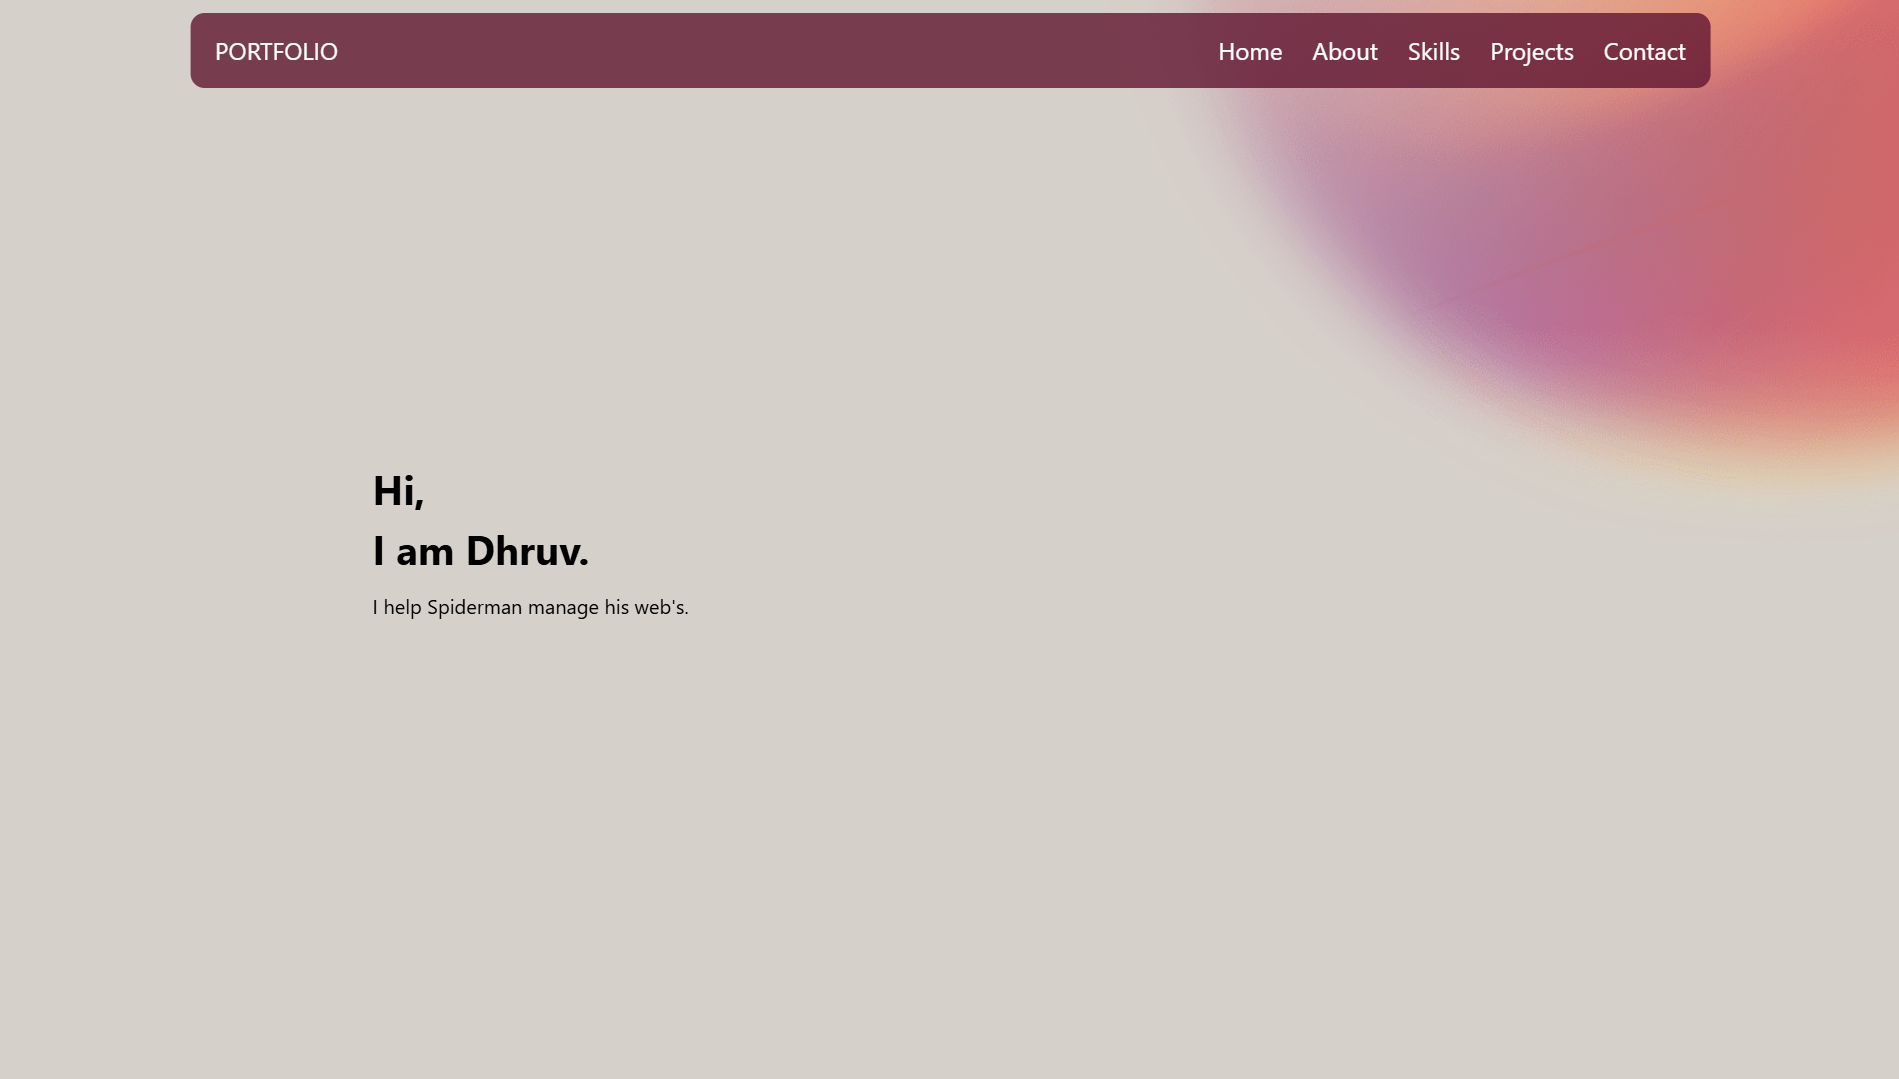 PORTFOLIO Home About Skills Projects Contact
Hi,
I am Dhruv.
I help Spiderman manage his web's.